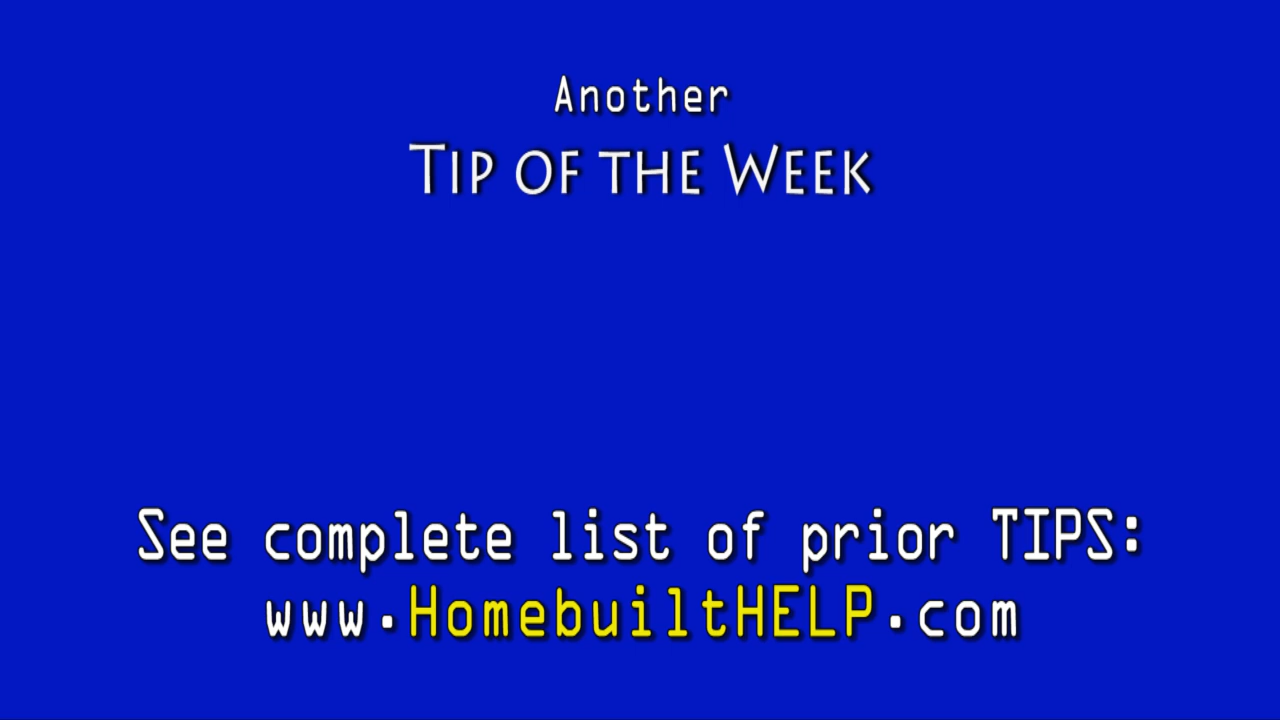 Another
Tip of the Week
See complete list of prior TIPS:
www.HomebuiltHELP.com